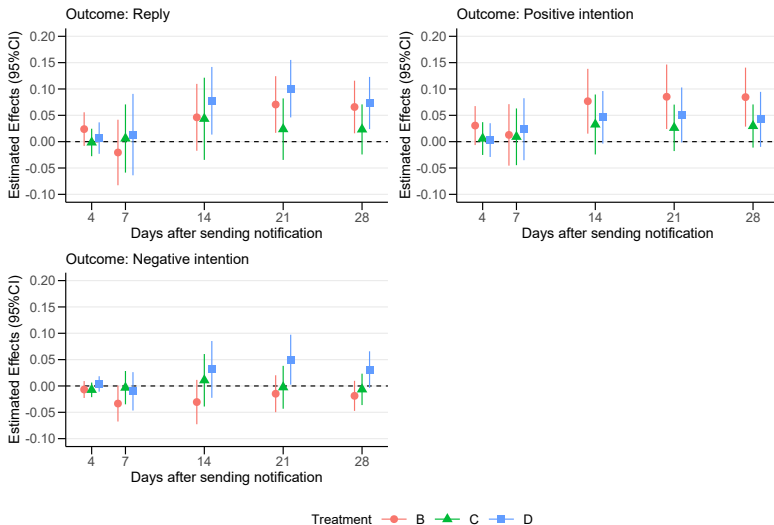 Outcome: Reply
Estimated Effects (95%CI)
0.20
0.15
0.10
0.05
0.00
-0.05
-0.10
4 7 14 21 28
Days after sending notification
Outcome: Positive intention
Estimated Effects (95%CI)
0.20
0.15
0.10
0.05
0.00
-0.05
-0.10
4 7 14 21 28
Days after sending notification
Outcome: Negative intention
Estimated Effects (95%CI)
0.20
0.15
0.10
0.05
0.00
-0.05
-0.10
4 7 14 21 28
Days after sending notification
Treatment B C D